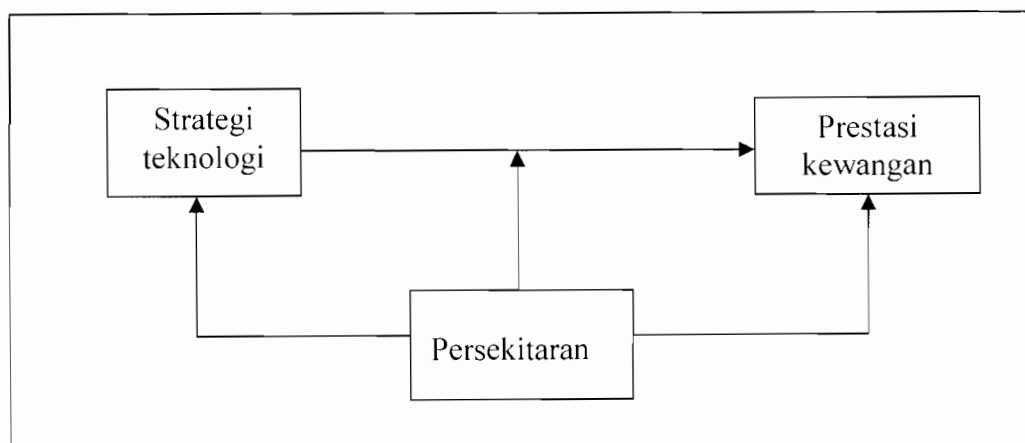 Strategi
teknologi
Prestasi
kewangan
Persekitaran